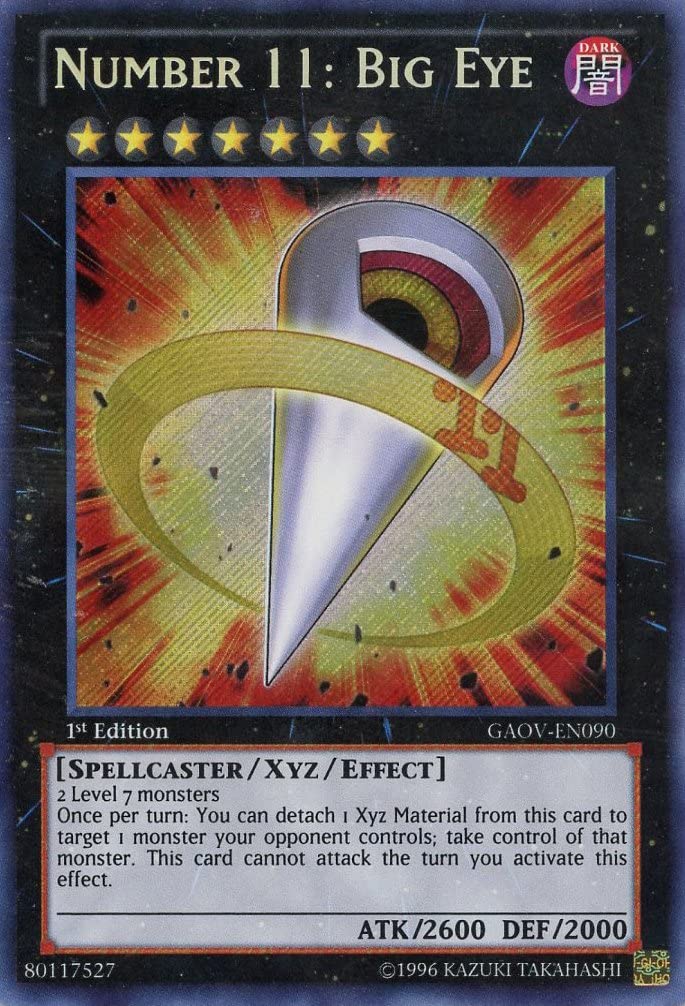 NUMBER 11: BIG EYE
DARK
闇
11
1st Edition
GAOV-EN090
[SPELLCASTER/XYZ/EFFECT]
2 Level 7 monsters
Once per turn: You can detach 1 Xyz Material from this card to
target 1 monster your opponent controls; take control of that
monster. This card cannot attack the turn you activate this
effect.
ATK/2600 DEF/2000
80117527
©1996 KAZUKI TAKAHASHI